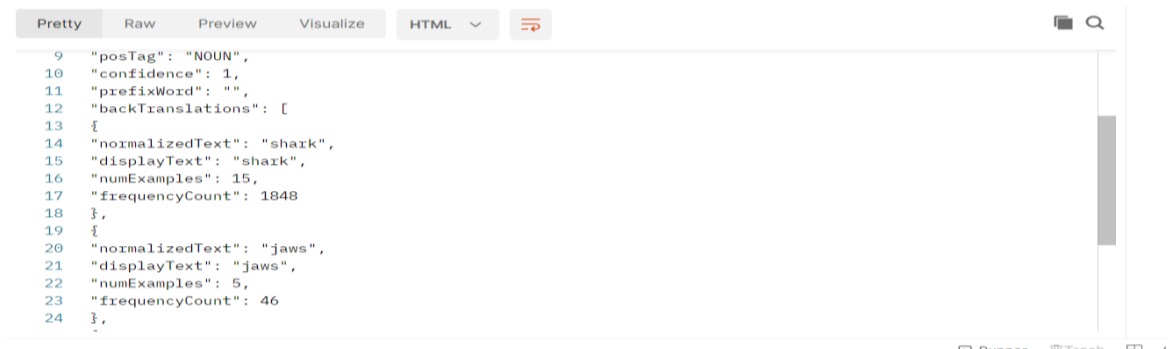 Pretty Raw Preview Visualize HTML
9 "posTag": "NOUN",
10 "confidence": 1,
11 "prefixWord": "",
12 "backTranslations": [
13 {
14 "normalizedText": "shark",
15 "displayText": "shark",
16 "numExamples": 15,
17 "frequencyCount": 1848
18 },
19 {
20 "normalizedText": "jaws",
21 "displayText": "jaws",
22 "numExamples": 5,
23 "frequencyCount": 46
24 },